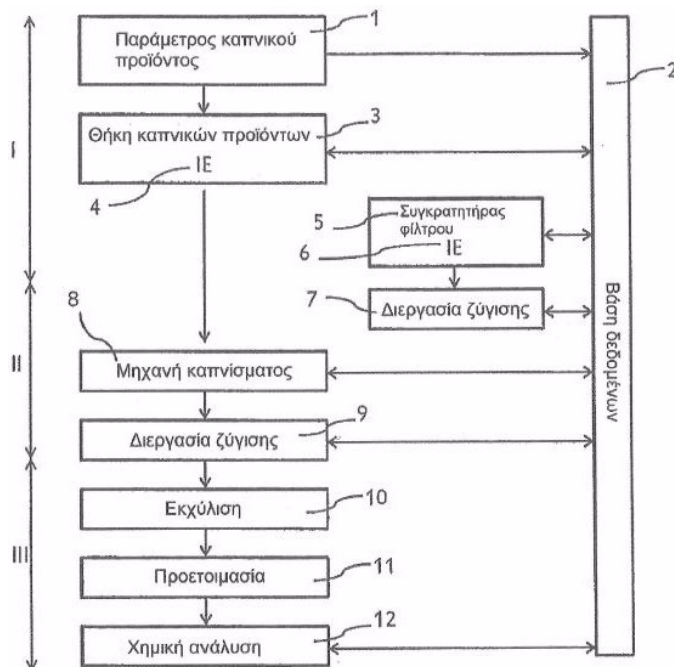 1
Παράμετρος καπνικού
προϊόντος
2
3
Θήκη καπνικών προϊόντων
IE
4
I
5
Συγκρατητήρας
φίλτρου
6
IE
7
Διεργασία ζύγισης
Βάση δεδομένων
8
Μηχανή καπνίσματος
II
9
Διεργασία ζύγισης
10
Εκχύλιση
III
11
Προετοιμασία
12
Χημική ανάλυση